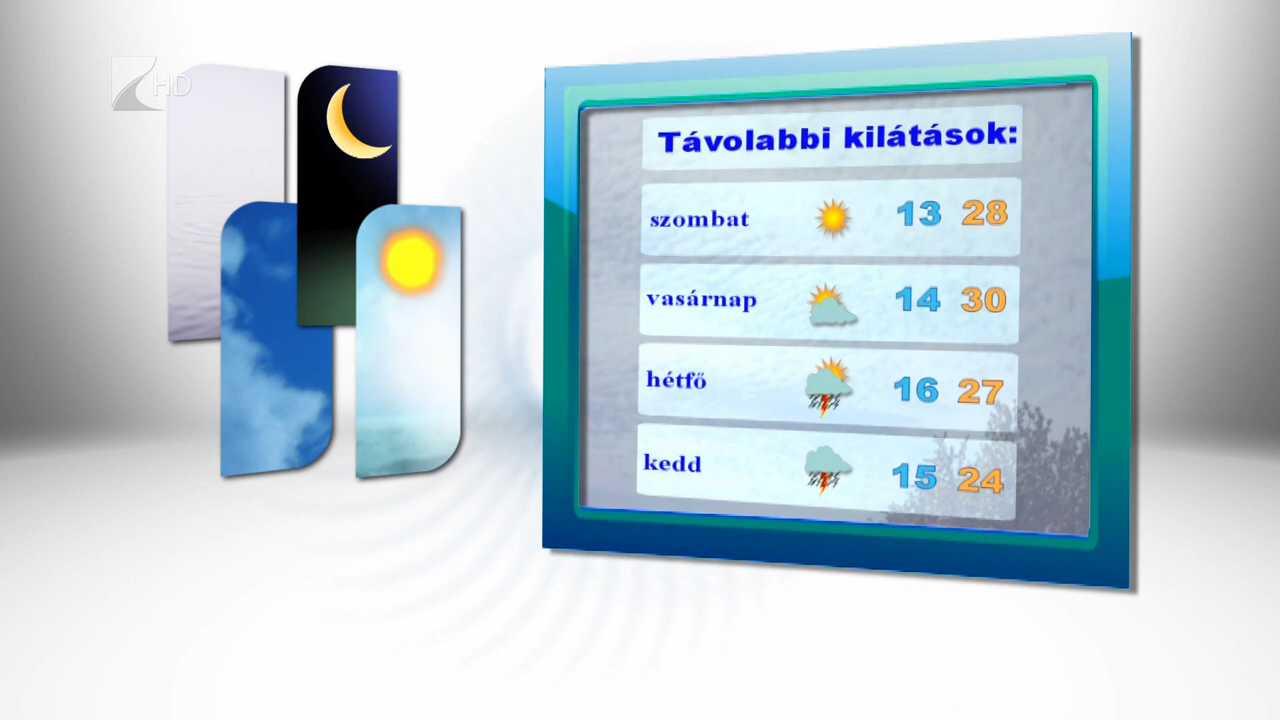 HD
Távolabbi kilátások:
szombat 13 28
vasárnap 14 30
hétfő 16 27
kedd 15 24